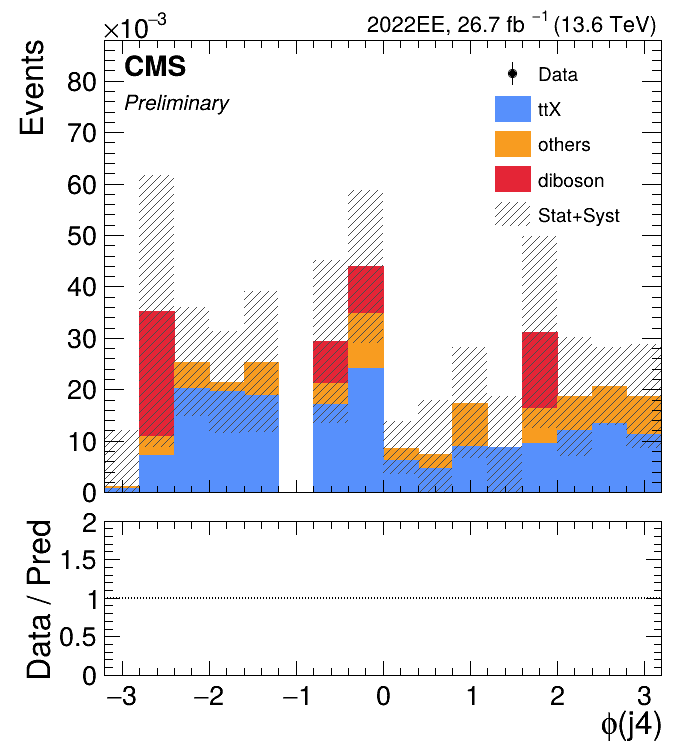 ×10⁻³
2022EE, 26.7 fb ⁻¹ (13.6 TeV)
CMS
Preliminary
Data
ttX
others
diboson
Stat+Syst
Events
80
70
60
50
40
30
20
10
0
Data / Pred
2
1.5
1
0.5
0
−3 −2 −1 0 1 2 3
ϕ(j4)